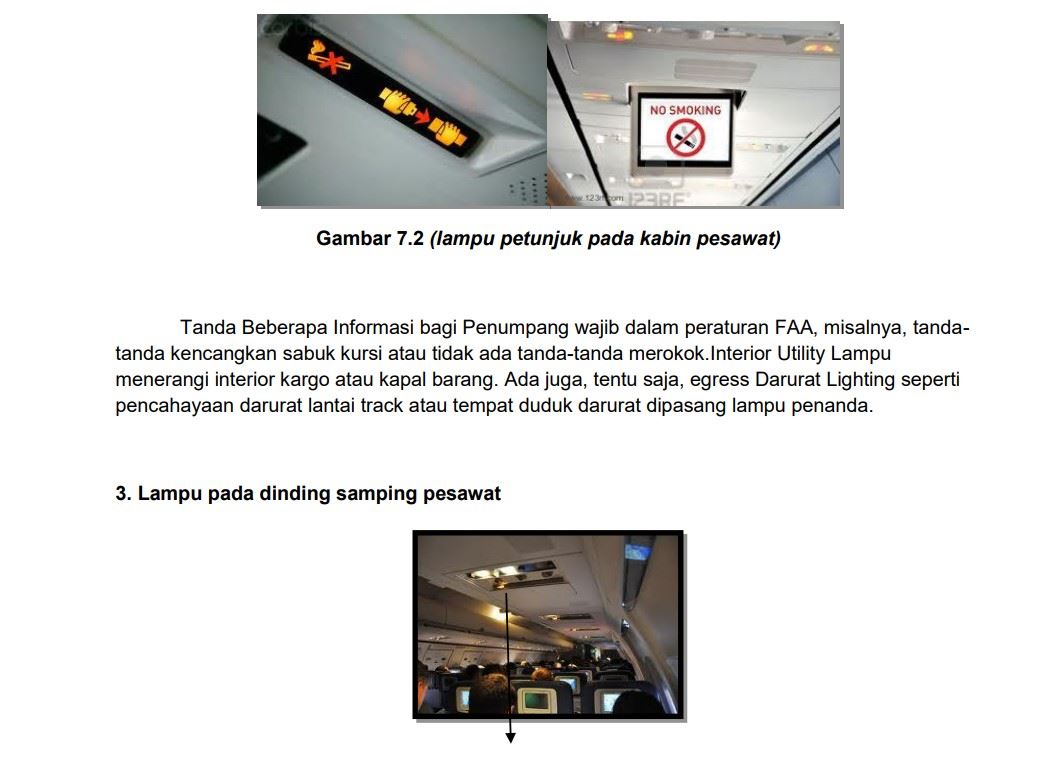 NO SMOKING
www.123rf.com
123RF
Gambar 7.2 (lampu petunjuk pada kabin pesawat)
Tanda Beberapa Informasi bagi Penumpang wajib dalam peraturan FAA, misalnya, tanda-
tanda kencangkan sabuk kursi atau tidak ada tanda-tanda merokok.Interior Utility Lampu
menerangi interior kargo atau kapal barang. Ada juga, tentu saja, egress Darurat Lighting seperti
pencahayaan darurat lantai track atau tempat duduk darurat dipasang lampu penanda.
3. Lampu pada dinding samping pesawat